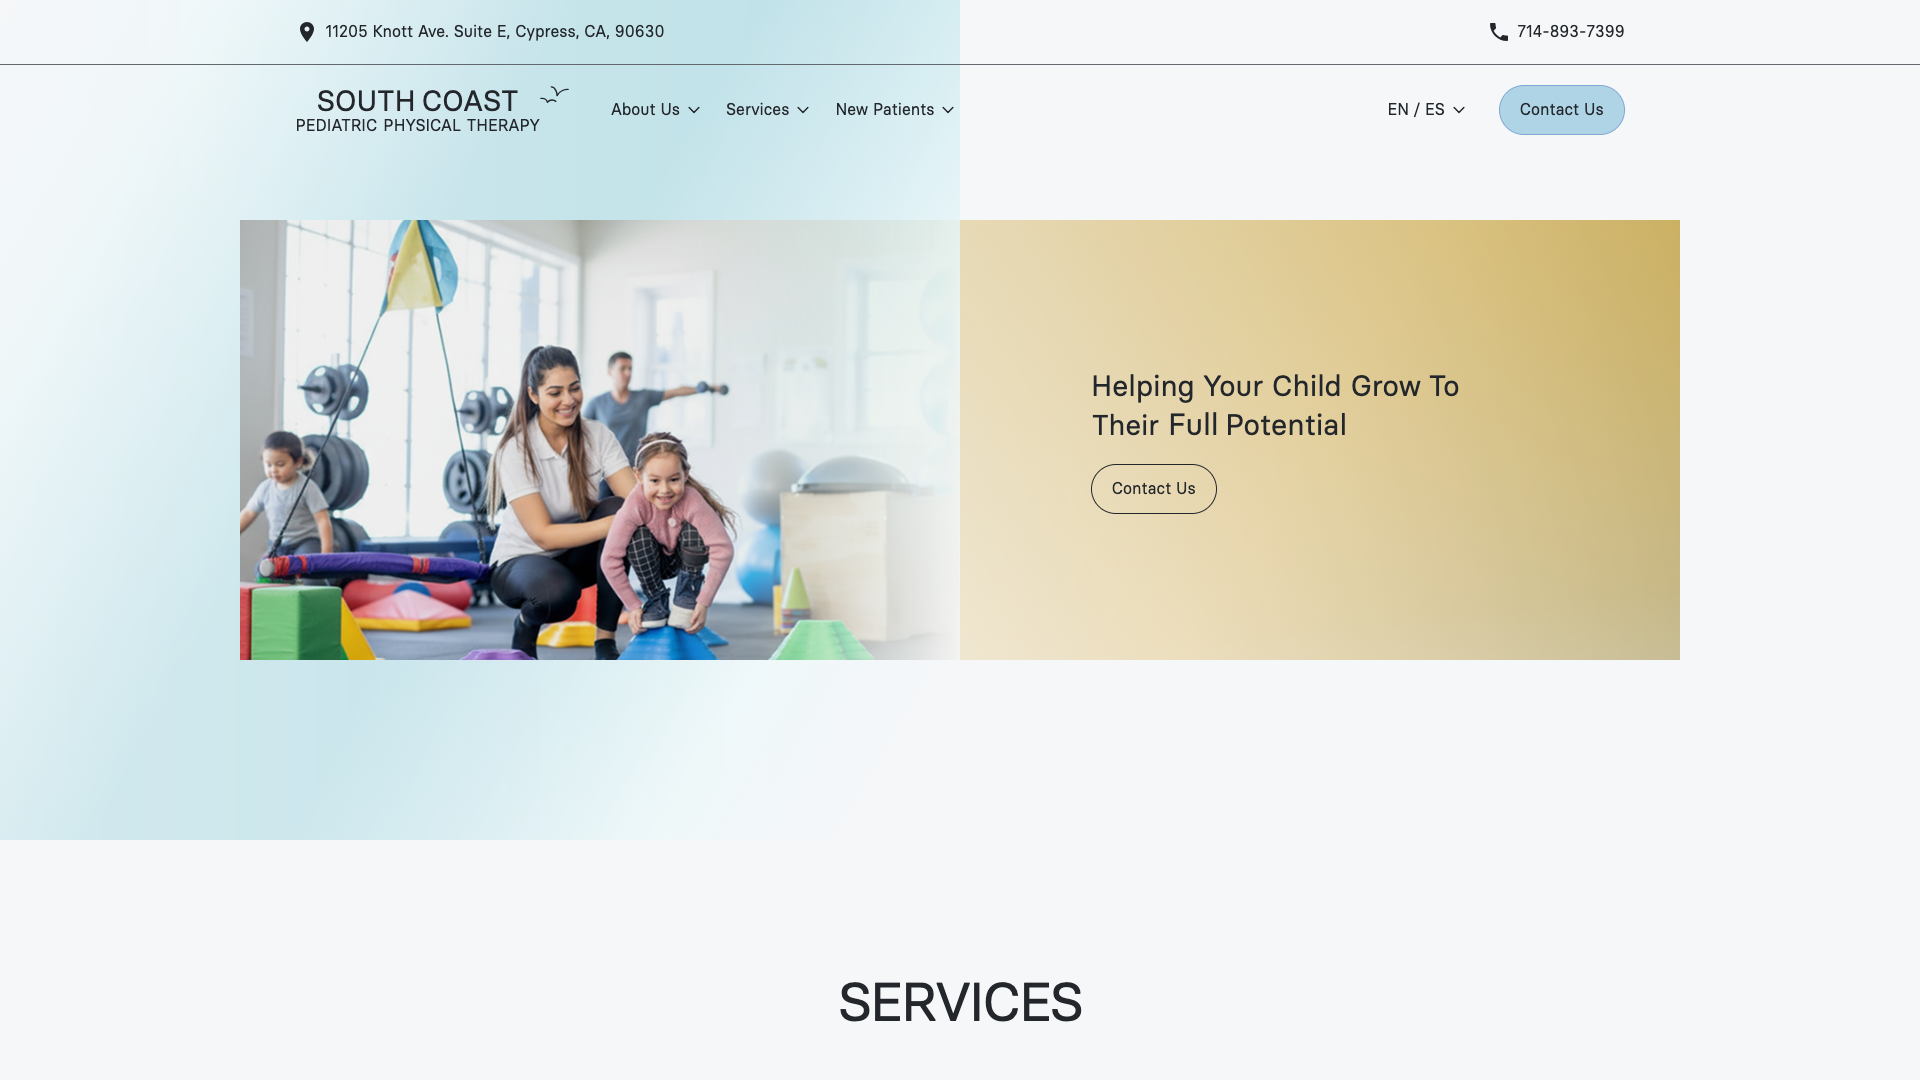 11205 Knott Ave. Suite E, Cypress, CA, 90630
714-893-7399
SOUTH COAST
PEDIATRIC PHYSICAL THERAPY
About Us
Services
New Patients
EN / ES
Contact Us
Helping Your Child Grow To
Their Full Potential
Contact Us
SERVICES